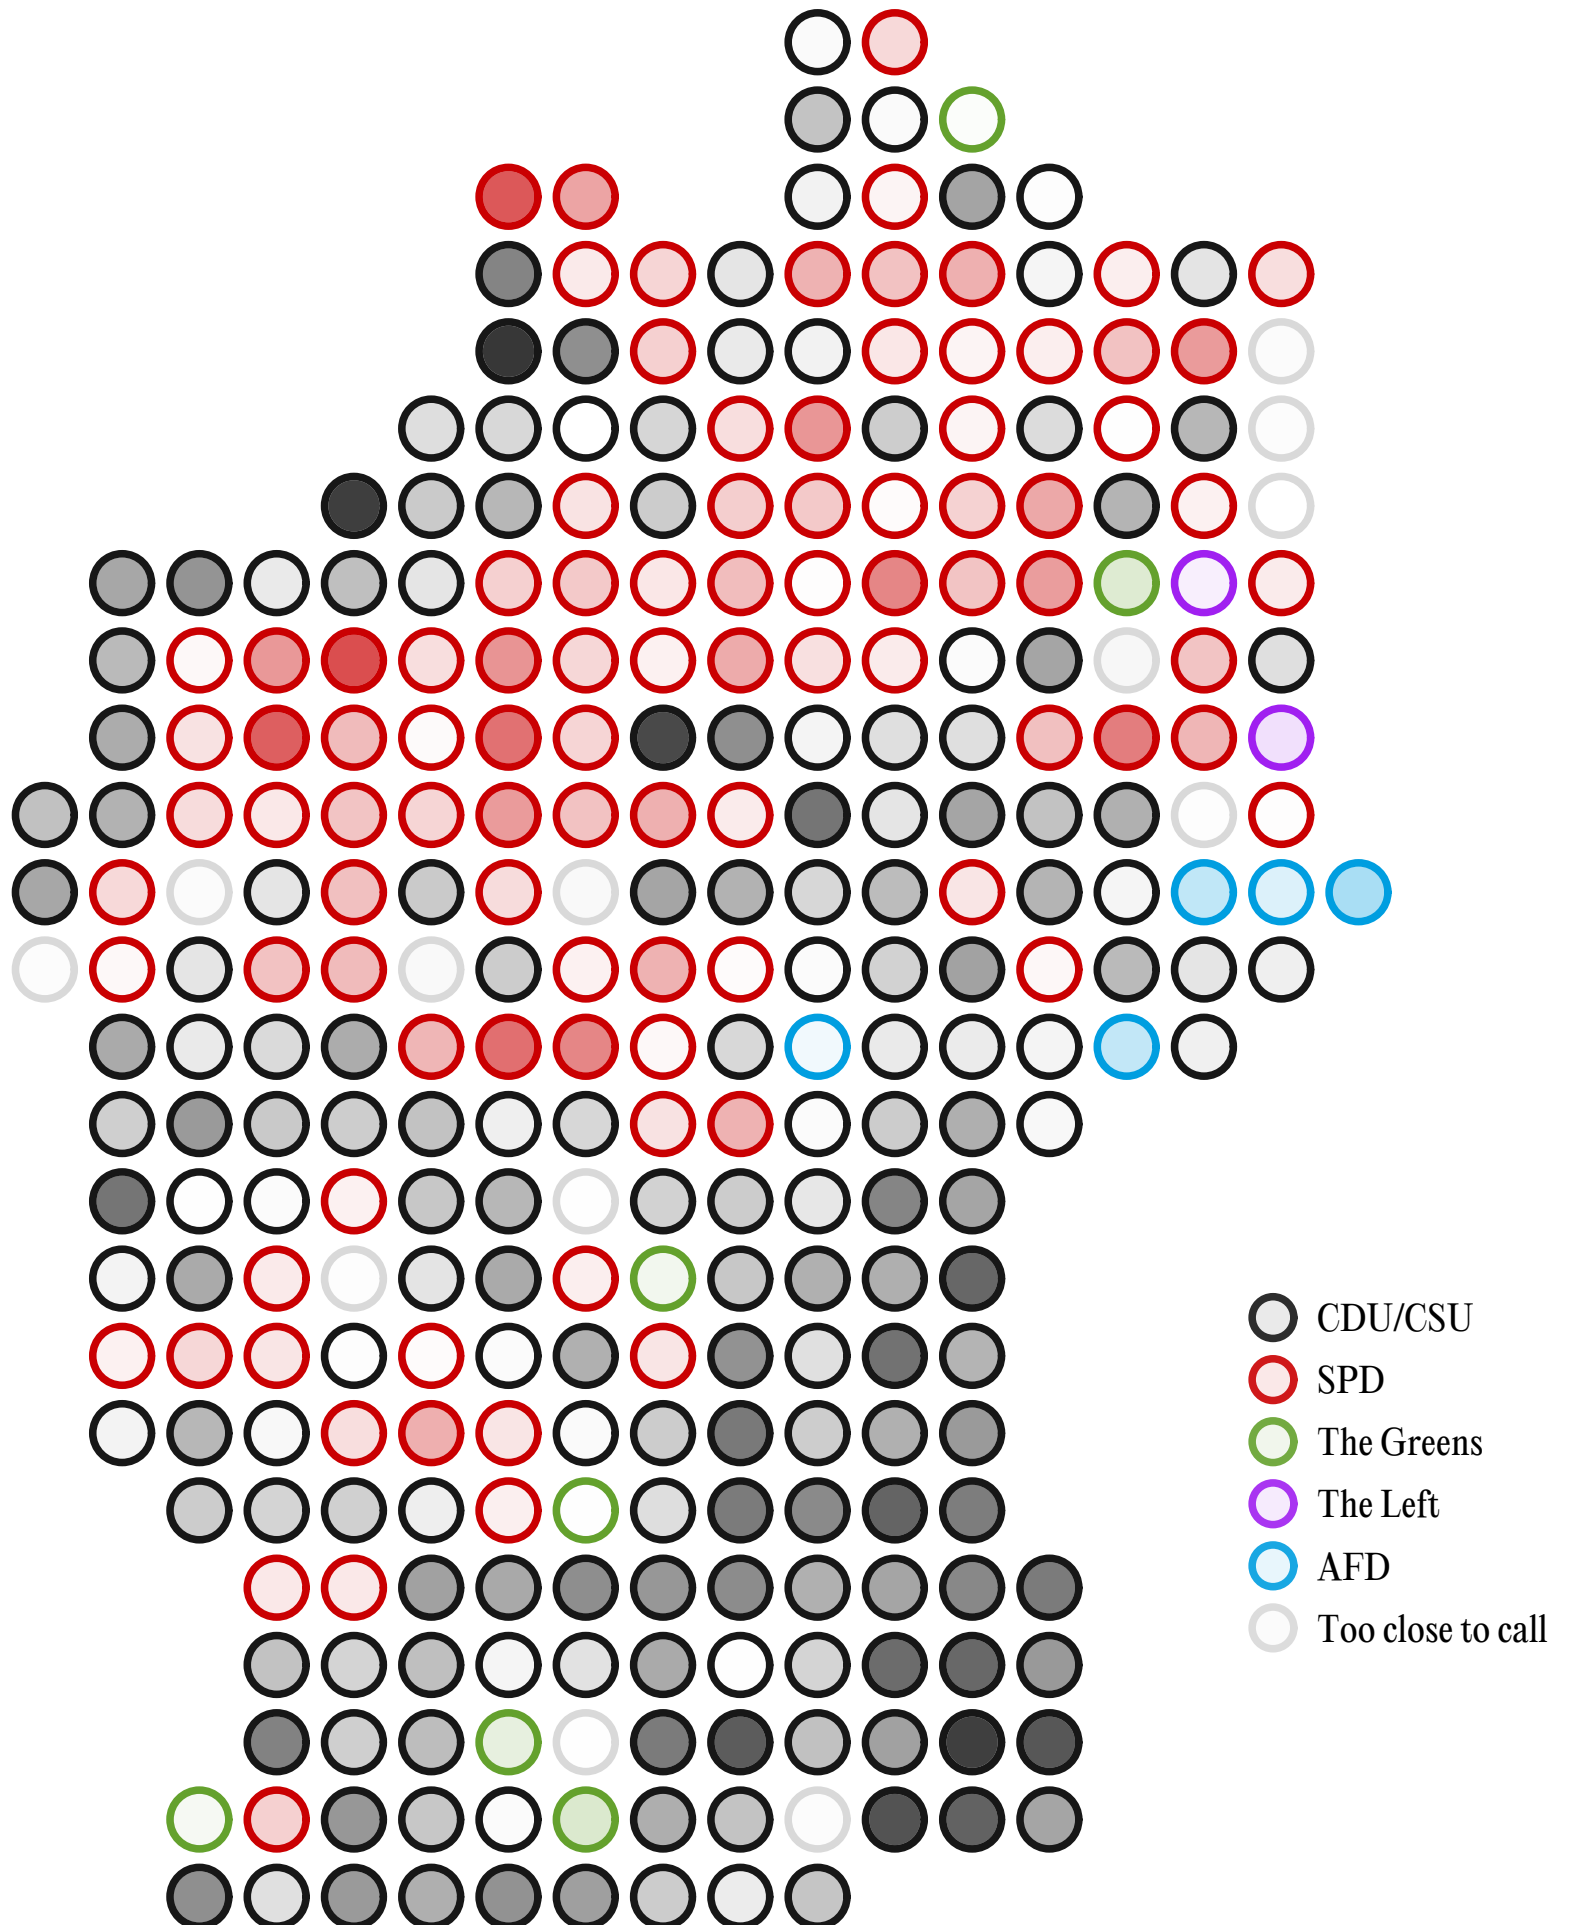 CDU/CSU
SPD
The Greens
The Left
AFD
Too close to call